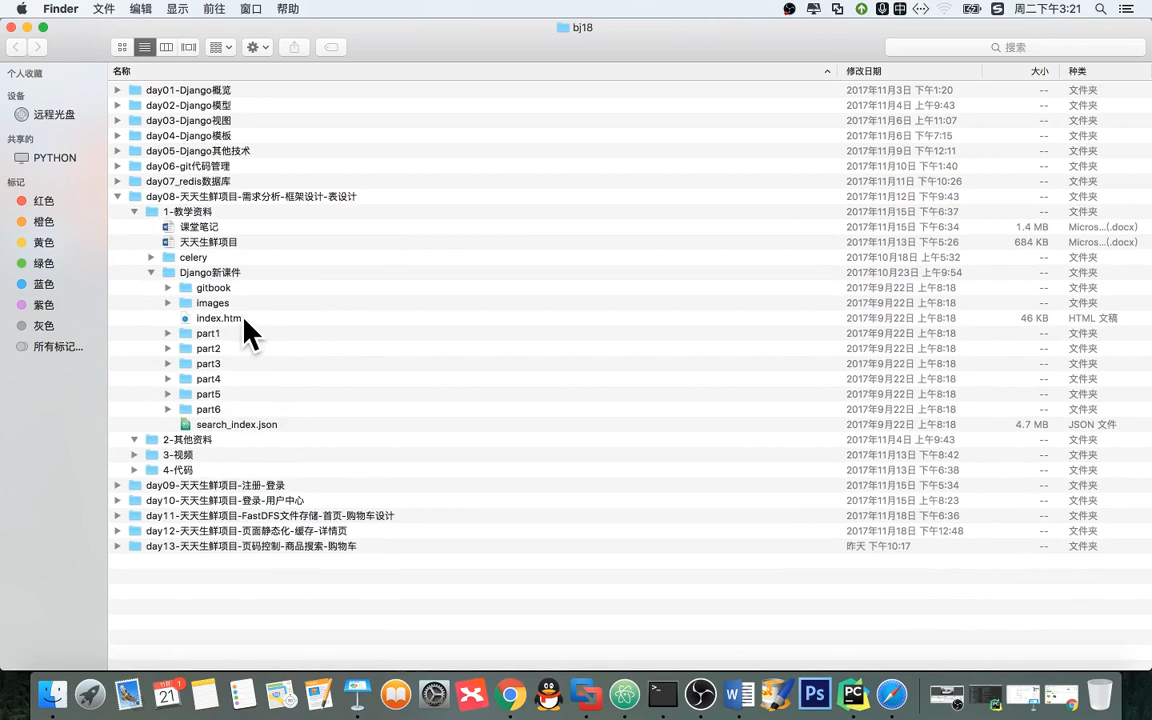 Finder 文件 编辑 显示 前往 窗口 帮助 周二下午3:21
bj18
搜索
个人收藏
设备
远程光盘
共享的
PYTHON
标记
红色
橙色
黄色
绿色
蓝色
紫色
灰色
所有标记...
名称 修改日期 大小 种类
day01-Django概览 2017年11月3日 下午1:20 -- 文件夹
day02-Django模型 2017年11月4日 上午9:43 -- 文件夹
day03-Django视图 2017年11月6日 上午11:07 -- 文件夹
day04-Django模板 2017年11月6日 下午7:15 -- 文件夹
day05-Django其他技术 2017年11月9日 下午12:11 -- 文件夹
day06-git代码管理 2017年11月10日 下午1:40 -- 文件夹
day07_redis数据库 2017年11月11日 下午10:26 -- 文件夹
day08-天天生鲜项目-需求分析-框架设计-表设计 2017年11月12日 上午9:43 -- 文件夹
1-教学资料 2017年11月15日 下午6:37 -- 文件夹
课堂笔记 2017年11月15日 下午6:34 1.4 MB Micros...(.docx)
天天生鲜项目 2017年11月13日 下午5:26 684 KB Micros...(.docx)
celery 2017年10月18日 上午5:32 -- 文件夹
Django新课件 2017年10月23日 上午9:54 -- 文件夹
gitbook 2017年9月22日 上午8:18 -- 文件夹
images 2017年9月22日 上午8:18 -- 文件夹
index.htm 2017年9月22日 上午8:18 46 KB HTML 文稿
part1 2017年9月22日 上午8:18 -- 文件夹
part2 2017年9月22日 上午8:18 -- 文件夹
part3 2017年9月22日 上午8:18 -- 文件夹
part4 2017年9月22日 上午8:18 -- 文件夹
part5 2017年9月22日 上午8:18 -- 文件夹
part6 2017年9月22日 上午8:18 -- 文件夹
search_index.json 2017年9月22日 上午8:18 4.7 MB JSON 文件
2-其他资料 2017年11月4日 上午9:43 -- 文件夹
3-视频 2017年11月13日 下午8:42 -- 文件夹
4-代码 2017年11月13日 下午6:38 -- 文件夹
day09-天天生鲜项目-注册-登录 2017年11月15日 下午5:34 -- 文件夹
day10-天天生鲜项目-登录-用户中心 2017年11月15日 上午8:23 -- 文件夹
day11-天天生鲜项目-FastDFS文件存储-首页-购物车设计 2017年11月18日 下午6:36 -- 文件夹
day12-天天生鲜项目-页面静态化-缓存-详情页 2017年11月18日 下午12:48 -- 文件夹
day13-天天生鲜项目-页码控制-商品搜索-购物车 昨天 下午10:17 -- 文件夹